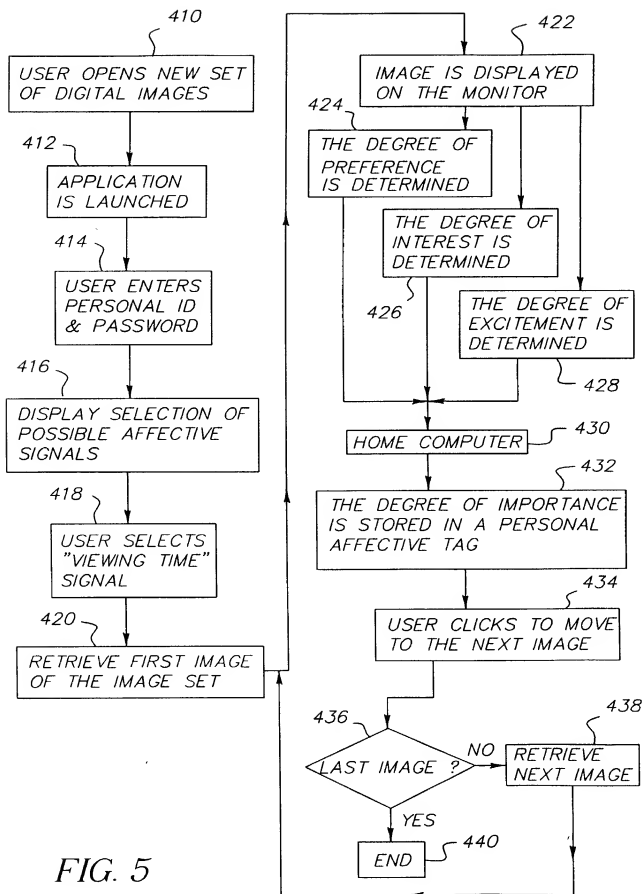 410
USER OPENS NEW SET
OF DIGITAL IMAGES
412
APPLICATION
IS LAUNCHED
414
USER ENTERS
PERSONAL ID
& PASSWORD
416
DISPLAY SELECTION OF
POSSIBLE AFFECTIVE
SIGNALS
418
USER SELECTS
"VIEWING TIME"
SIGNAL
420
RETRIEVE FIRST IMAGE
OF THE IMAGE SET
422
IMAGE IS DISPLAYED
ON THE MONITOR
424
THE DEGREE OF
PREFERENCE
IS DETERMINED
THE DEGREE OF
INTEREST IS
DETERMINED
426
THE DEGREE OF
EXCITEMENT IS
DETERMINED
428
HOME COMPUTER
430
432
THE DEGREE OF IMPORTANCE
IS STORED IN A PERSONAL
AFFECTIVE TAG
434
USER CLICKS TO MOVE
TO THE NEXT IMAGE
436
LAST IMAGE ?
NO
438
RETRIEVE
NEXT IMAGE
YES
END
440
FIG. 5